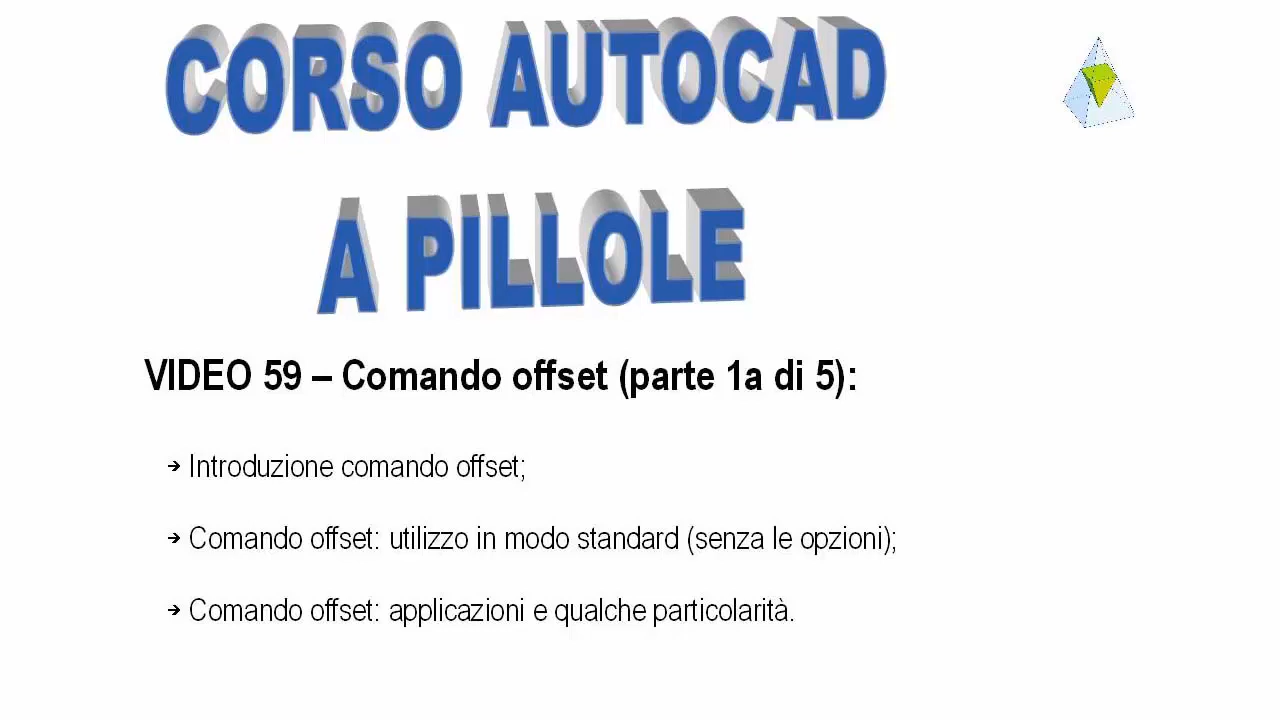 CORSO AUTOCAD
A PILLOLE
VIDEO 59 – Comando offset (parte 1a di 5):
➔ Introduzione comando offset;
➔ Comando offset: utilizzo in modo standard (senza le opzioni);
➔ Comando offset: applicazioni e qualche particolarità.